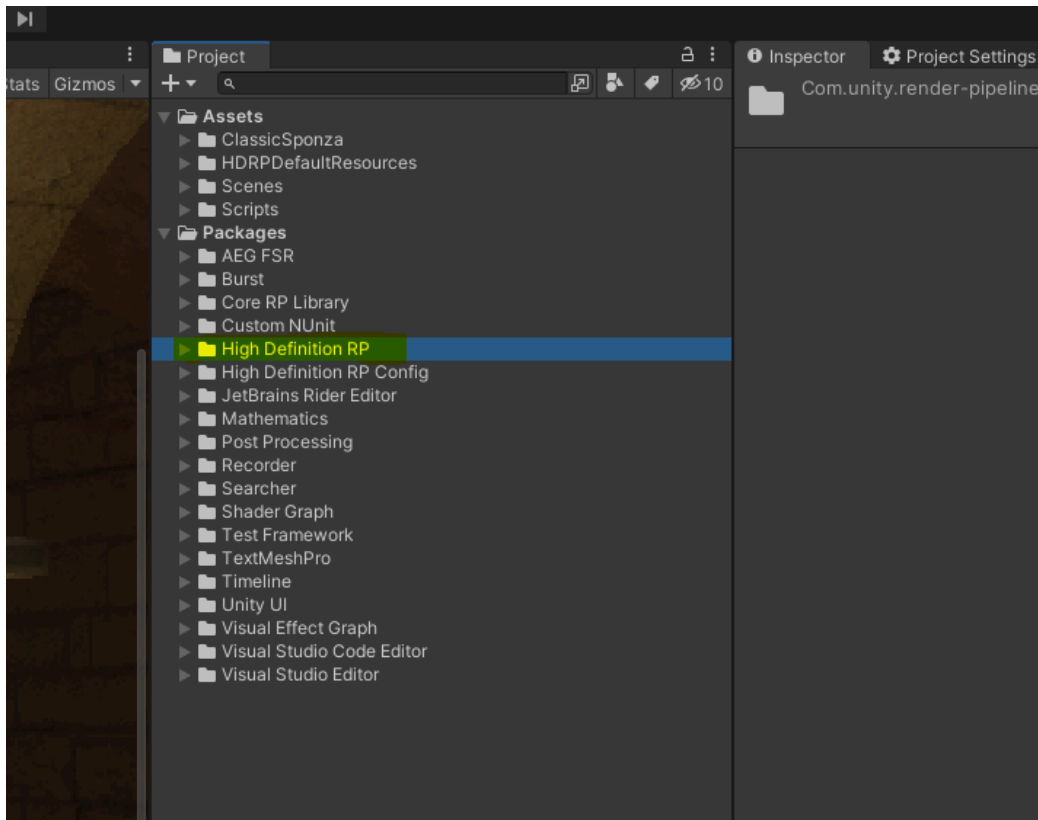 Stats Gizmos
Project
10
Inspector
Project Settings
Com.unity.render-pipeline
Assets
ClassicSponza
HDRPDefaultResources
Scenes
Scripts
Packages
AEG FSR
Burst
Core RP Library
Custom NUnit
High Definition RP
High Definition RP Config
JetBrains Rider Editor
Mathematics
Post Processing
Recorder
Searcher
Shader Graph
Test Framework
TextMeshPro
Timeline
Unity UI
Visual Effect Graph
Visual Studio Code Editor
Visual Studio Editor